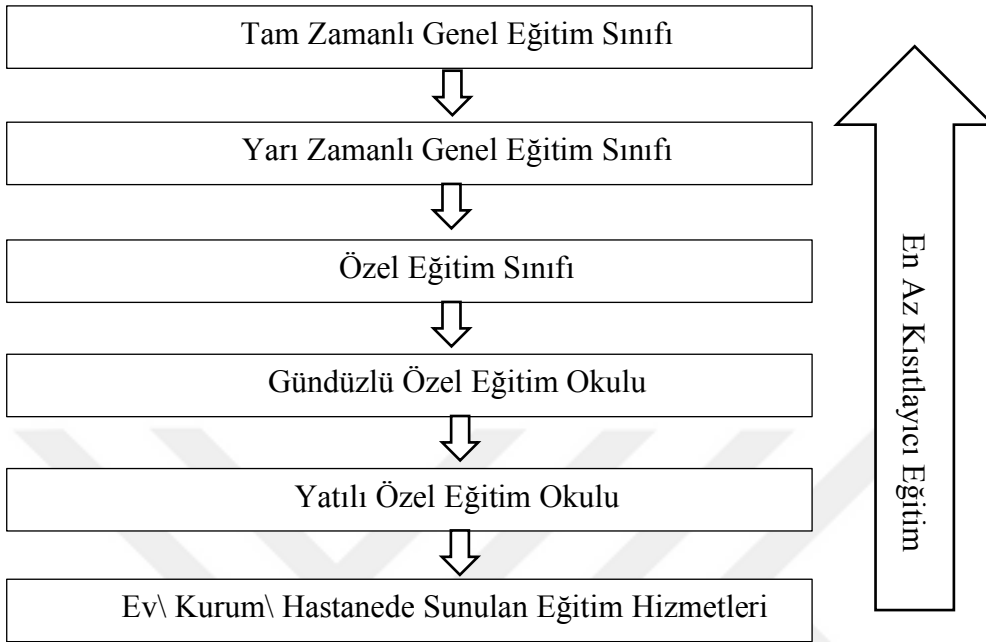 Tam Zamanlı Genel Eğitim Sınıfı
Yarı Zamanlı Genel Eğitim Sınıfı
Özel Eğitim Sınıfı
Gündüzlü Özel Eğitim Okulu
Yatılı Özel Eğitim Okulu
Ev\ Kurum\ Hastanede Sunulan Eğitim Hizmetleri
En Az Kısıtlayıcı Eğitim